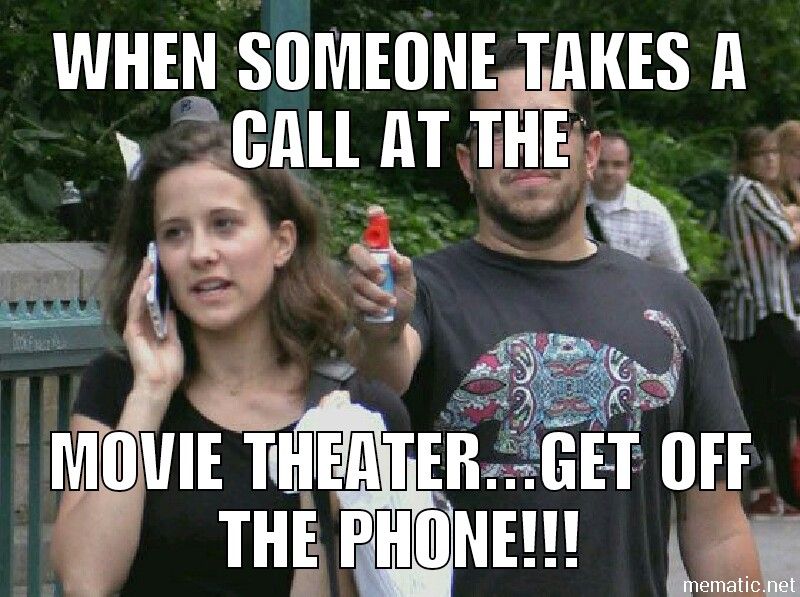 WHEN SOMEONE TAKES A
CALL AT THE
MOVIE THEATER...GET OFF
THE PHONE!!!
mematic.net